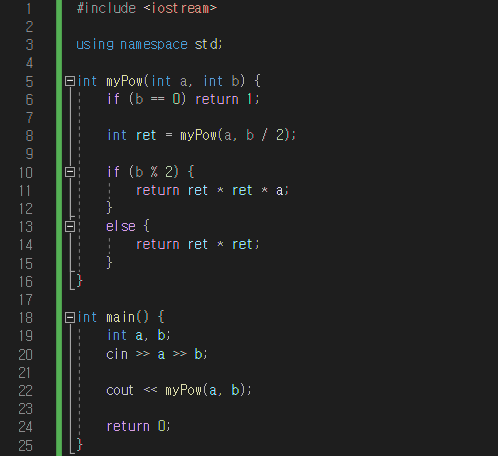 1 #include <iostream>
2
3 using namespace std;
4
5 int myPow(int a, int b) {
6 if (b == 0) return 1;
7
8 int ret = myPow(a, b / 2);
9
10 if (b % 2) {
11 return ret * ret * a;
12 }
13 else {
14 return ret * ret;
15 }
16 }
17
18 int main() {
19 int a, b;
20 cin >> a >> b;
21
22 cout << myPow(a, b);
23
24 return 0;
25 }